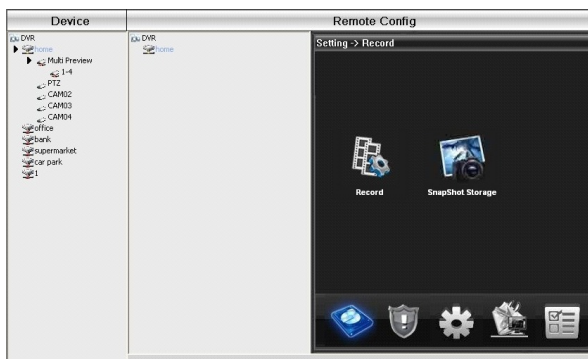 Device
Remote Config
DVR
home
Multi Preview
1-4
PTZ
CAM02
CAM03
CAM04
office
bank
supermarket
car park
1
DVR
home
Setting -> Record
Record
SnapShot Storage